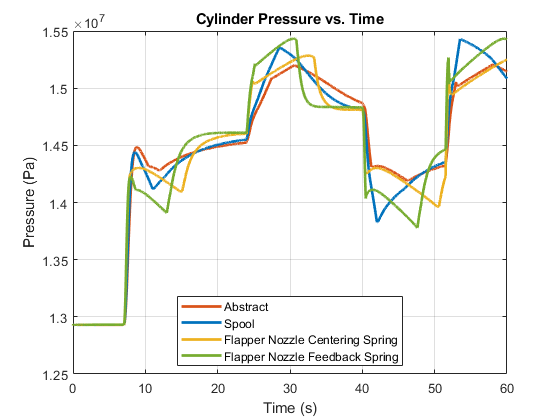 Cylinder Pressure vs. Time
×10⁷
1.55
1.5
1.45
1.4
1.35
1.3
1.25
Pressure (Pa)
Abstract
Spool
Flapper Nozzle Centering Spring
Flapper Nozzle Feedback Spring
0 10 20 30 40 50 60
Time (s)